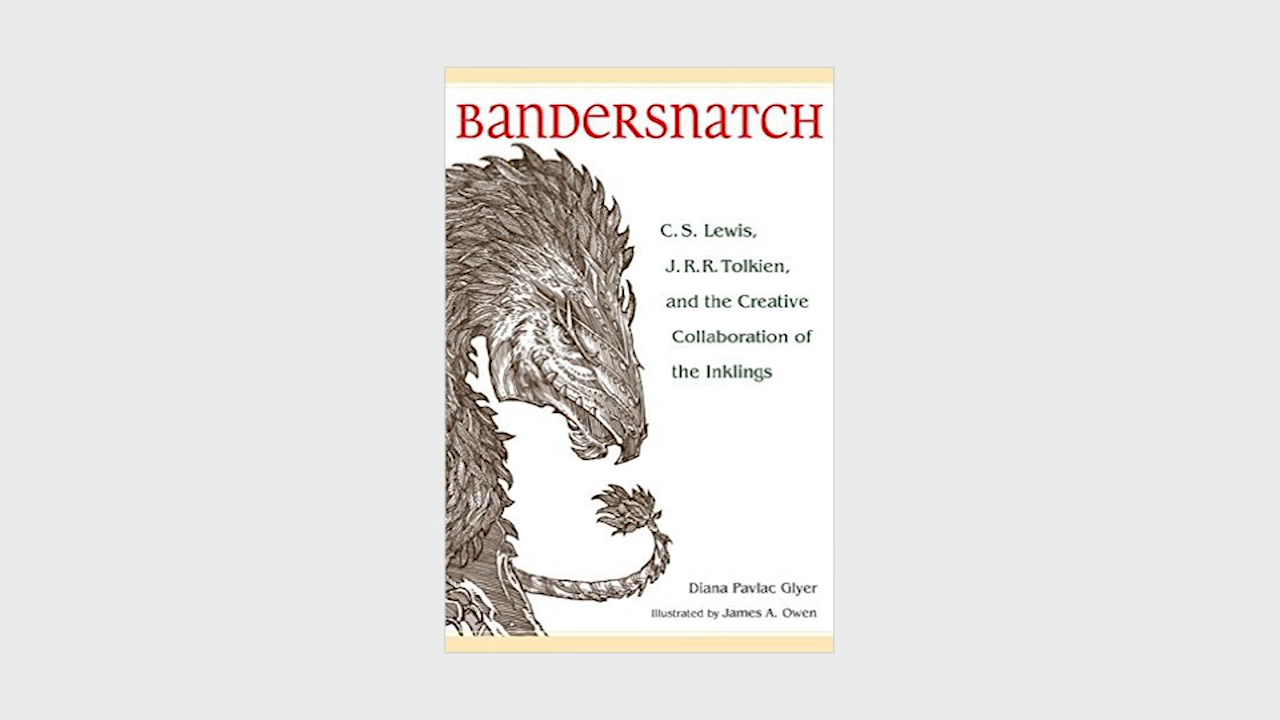 BANDERSNATCH
C. S. Lewis,
J. R. R. Tolkien,
and the Creative
Collaboration of
the Inklings
Diana Pavlac Glyer
Illustrated by James A. Owen